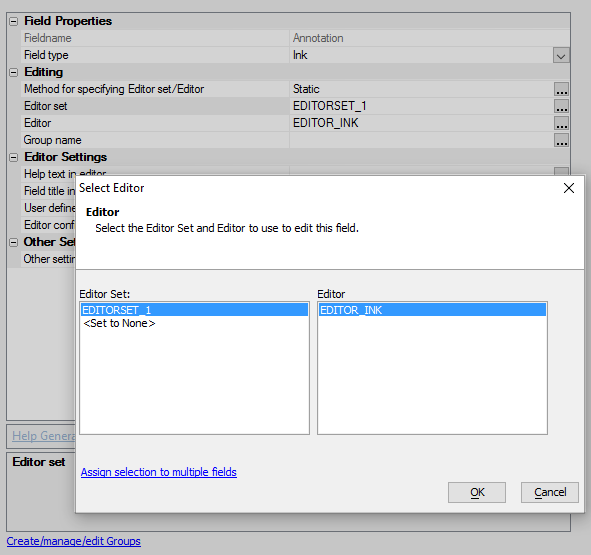 Field Properties
Fieldname Annotation
Field type Ink
Editing
Method for specifying Editor set/Editor Static ...
Editor set EDITORSET_1 ...
Editor EDITOR_INK ...
Group name ...
Editor Settings
Help text in editor
Field title in
User define
Editor conf
Other Set
Other settin
Select Editor
Editor
Select the Editor Set and Editor to use to edit this field.
Editor Set: Editor
EDITORSET_1 EDITOR_INK
<Set to None>
Assign selection to multiple fields
OK Cancel
Help Genera
Editor set
Create/manage/edit Groups